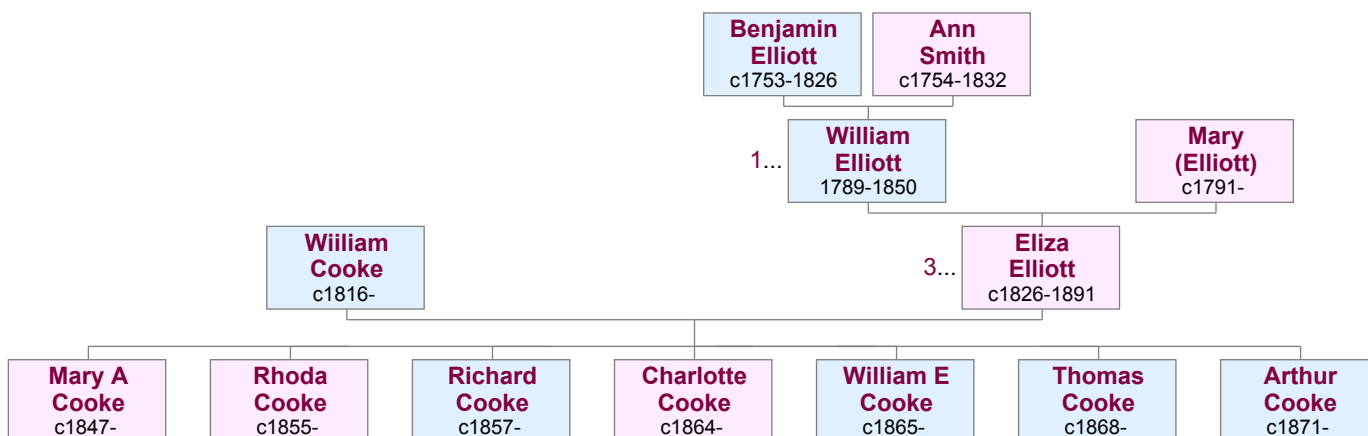 Benjamin
Elliott
c1753-1826
Ann
Smith
c1754-1832
1...
William
Elliott
1789-1850
Mary
(Elliott)
c1791-
Wiiliam
Cooke
c1816-
3...
Eliza
Elliott
c1826-1891
Mary A
Cooke
c1847-
Rhoda
Cooke
c1855-
Richard
Cooke
c1857-
Charlotte
Cooke
c1864-
William E
Cooke
c1865-
Thomas
Cooke
c1868-
Arthur
Cooke
c1871-